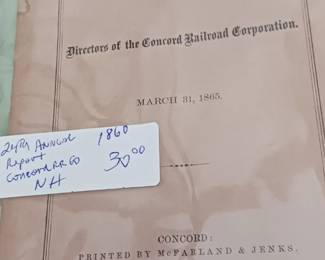 Directors of the Concord Railroad Corporation.
MARCH 31, 1865.
24TH ANNUAL 1860
Report
Concord RR CO 30.00
NH
CONCORD:
PRINTED BY McFARLAND & JENKS.